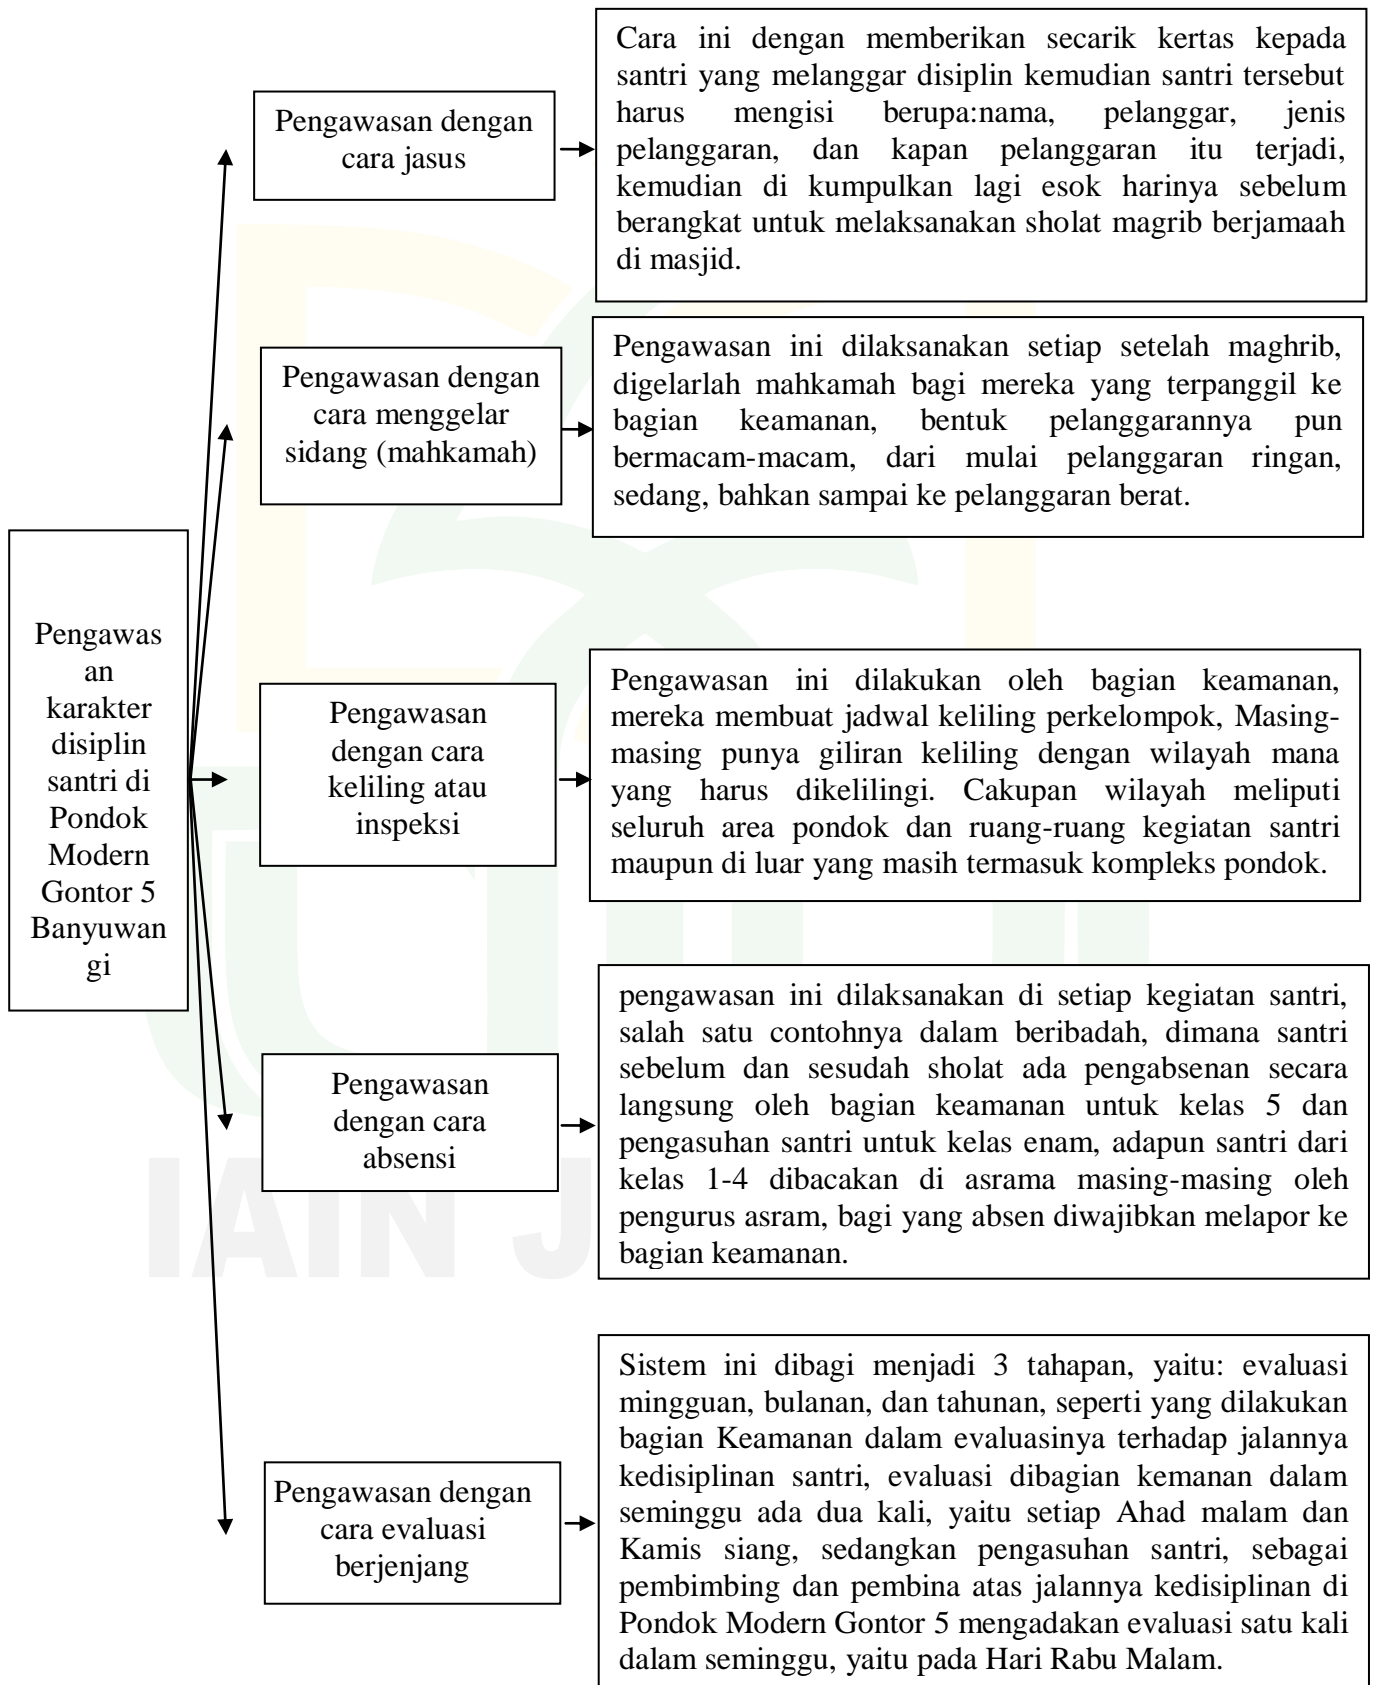 Pengawas
an
karakter
disiplin
santri di
Pondok
Modern
Gontor 5
Banyuwan
gi
Pengawasan dengan
cara jasus
Cara ini dengan memberikan secarik kertas kepada
santri yang melanggar disiplin kemudian santri tersebut
harus mengisi berupa:nama, pelanggar, jenis
pelanggaran, dan kapan pelanggaran itu terjadi,
kemudian di kumpulkan lagi esok harinya sebelum
berangkat untuk melaksanakan sholat magrib berjamaah
di masjid.
Pengawasan dengan
cara menggelar
sidang (mahkamah)
Pengawasan ini dilaksanakan setiap setelah maghrib,
digelarlah mahkamah bagi mereka yang terpanggil ke
bagian keamanan, bentuk pelanggarannya pun
bermacam-macam, dari mulai pelanggaran ringan,
sedang, bahkan sampai ke pelanggaran berat.
Pengawasan
dengan cara
keliling atau
inspeksi
Pengawasan ini dilakukan oleh bagian keamanan,
mereka membuat jadwal keliling perkelompok, Masing-
masing punya giliran keliling dengan wilayah mana
yang harus dikelilingi. Cakupan wilayah meliputi
seluruh area pondok dan ruang-ruang kegiatan santri
maupun di luar yang masih termasuk kompleks pondok.
Pengawasan
dengan cara
absensi
pengawasan ini dilaksanakan di setiap kegiatan santri,
salah satu contohnya dalam beribadah, dimana santri
sebelum dan sesudah sholat ada pengabsenan secara
langsung oleh bagian keamanan untuk kelas 5 dan
pengasuhan santri untuk kelas enam, adapun santri dari
kelas 1-4 dibacakan di asrama masing-masing oleh
pengurus asram, bagi yang absen diwajibkan melapor ke
bagian keamanan.
Pengawasan dengan
cara evaluasi
berjenjang
Sistem ini dibagi menjadi 3 tahapan, yaitu: evaluasi
mingguan, bulanan, dan tahunan, seperti yang dilakukan
bagian Keamanan dalam evaluasinya terhadap jalannya
kedisiplinan santri, evaluasi dibagian kemanan dalam
seminggu ada dua kali, yaitu setiap Ahad malam dan
Kamis siang, sedangkan pengasuhan santri, sebagai
pembimbing dan pembina atas jalannya kedisiplinan di
Pondok Modern Gontor 5 mengadakan evaluasi satu kali
dalam seminggu, yaitu pada Hari Rabu Malam.
IAIN J